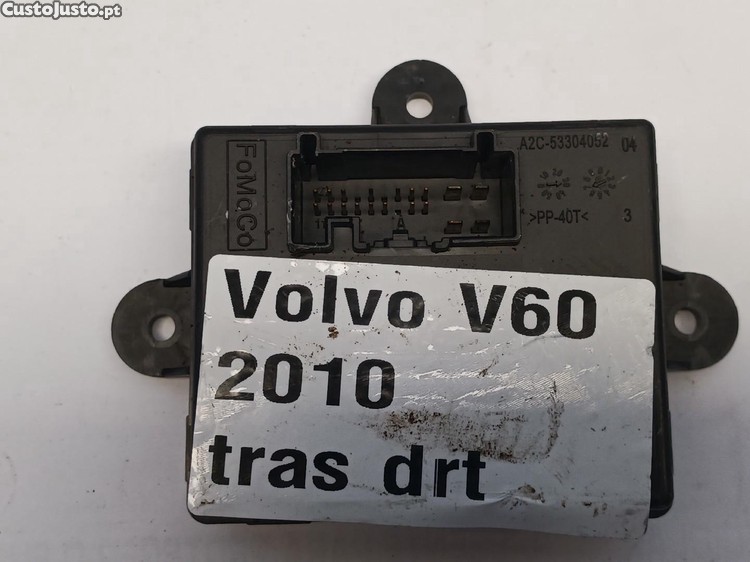 CustoJusto.pt
FoMoCo
A2C-53304052 04
>PP-40T< 3
A
Volvo V60
2010
tras drt